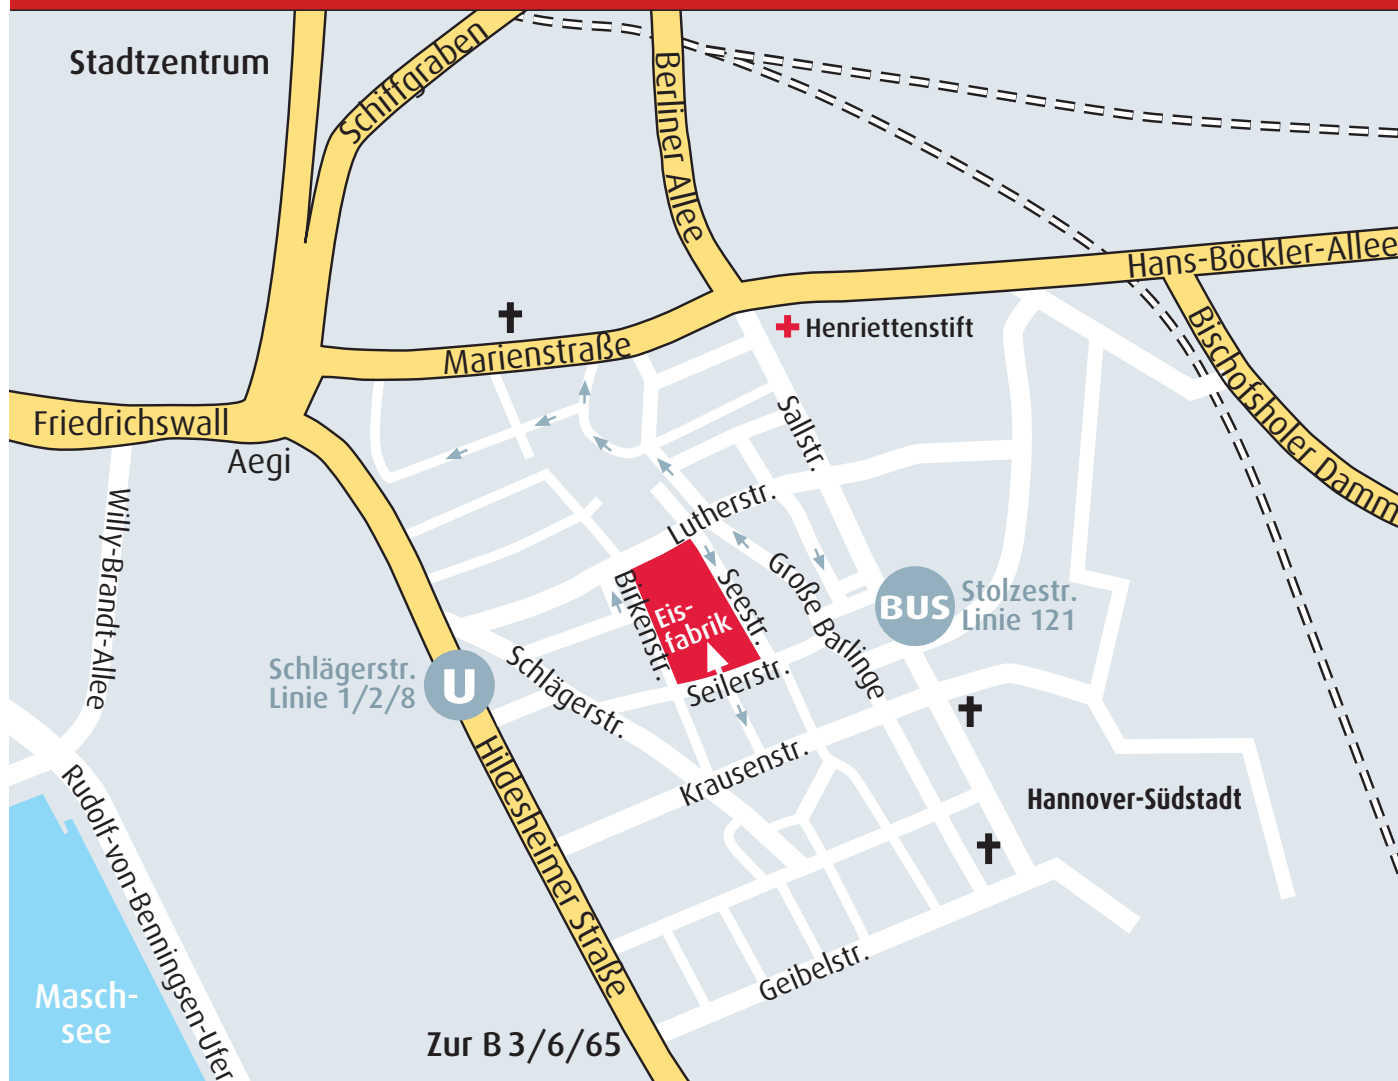 Stadtzentrum
Schiffgraben
Berliner Allee
Hans-Böckler-Allee
Bischofsholer Damm
Henriettenstift
Marienstraße
Friedrichswall
Aegi
Sallstr.
Willy-Brandt-Allee
Lutherstr.
Birkenstr.
Eis-
fabrik
Seestr.
Große Barlinge
BUS
Stolzestr.
Linie 121
Schlägerstr.
Linie 1/2/8
U
Schlägerstr.
Seilerstr.
Krausenstr.
Hildesheimer Straße
Rudolf-von-Benningsen-Ufer
Hannover-Südstadt
Geibelstr.
Masch-
see
Zur B 3/6/65